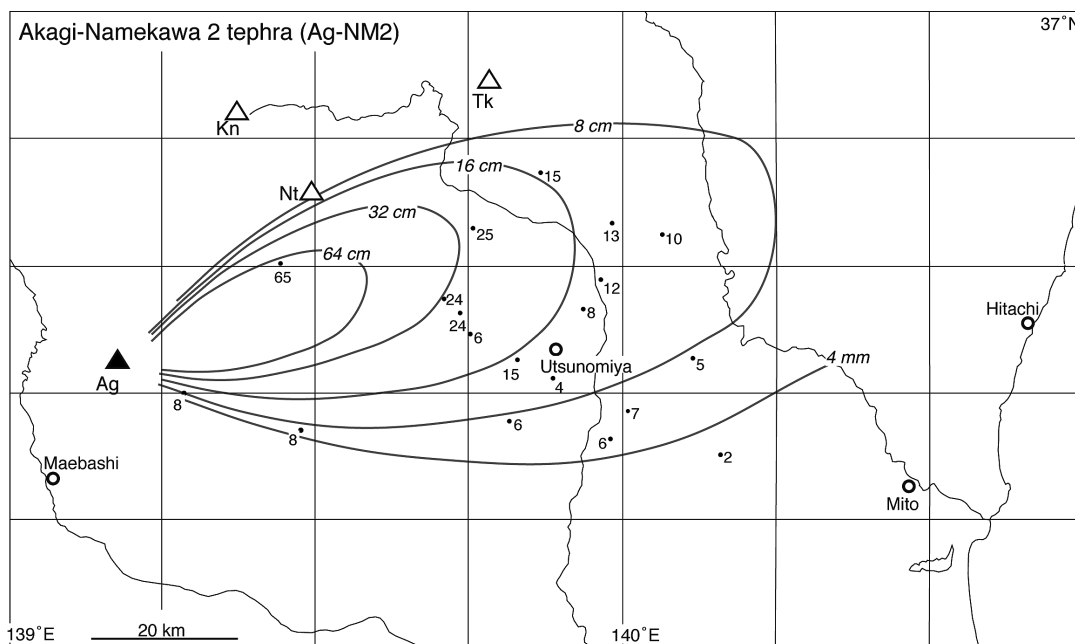 Akagi-Namekawa 2 tephra (Ag-NM2)
37˚N
Tk
Kn
8 cm
16 cm
15
Nt
32 cm
25
13
10
64 cm
65
12
24
8
Hitachi
24
6
Ag
Utsunomiya
15
4
5
4 mm
8
7
6
8
6
2
Maebashi
Mito
139˚E
20 km
140˚E